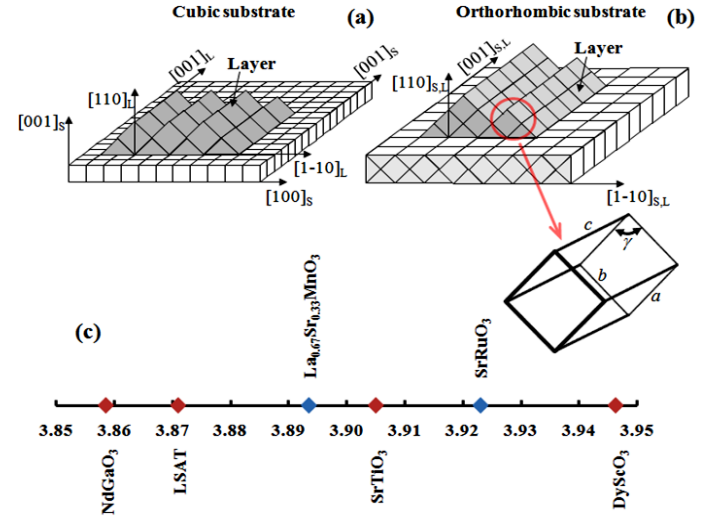 Cubic substrate
(a)
Orthorhombic substrate
(b)
[001]L
Layer
[001]S
[110]L
[001]S
[1-10]L
[100]S
[001]S,L
Layer
[110]S,L
[1-10]S,L
c
γ
b
a
(c)
La0.67Sr0.33MnO3
SrRuO3
3.85 3.86 3.87 3.88 3.89 3.90 3.91 3.92 3.93 3.94 3.95
NdGaO3
LSAT
SrTiO3
DyScO3